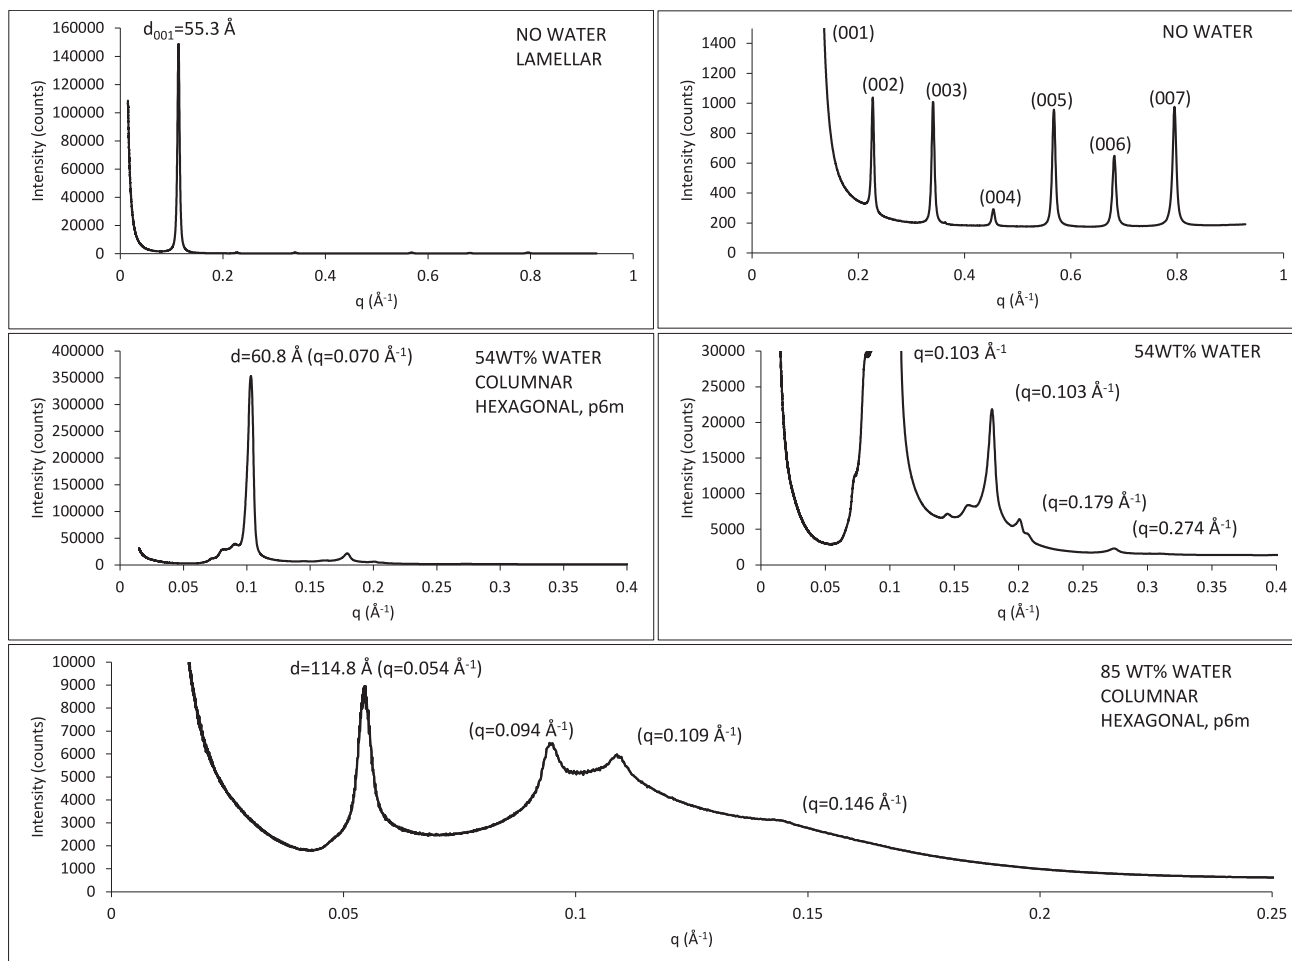 d001=55.3 Å
NO WATER
LAMELLAR
160000
140000
120000
100000
80000
60000
40000
20000
0
Intensity (counts)
0 0.2 0.4 0.6 0.8 1
q (Å-1)
NO WATER
(001)
(002)
(003)
(004)
(005)
(006)
(007)
1400
1200
1000
800
600
400
200
0
Intensity (counts)
0 0.2 0.4 0.6 0.8 1
q (Å-1)
d=60.8 Å (q=0.070 Å-1)
54WT% WATER
COLUMNAR
HEXAGONAL, p6m
400000
350000
300000
250000
200000
150000
100000
50000
0
Intensity (counts)
0 0.05 0.1 0.15 0.2 0.25 0.3 0.35 0.4
q (Å-1)
q=0.103 Å-1
54WT% WATER
(q=0.103 Å-1)
(q=0.179 Å-1)
(q=0.274 Å-1)
30000
25000
20000
15000
10000
5000
0
Intensity (counts)
0 0.05 0.1 0.15 0.2 0.25 0.3 0.35 0.4
q (Å-1)
d=114.8 Å (q=0.054 Å-1)
85 WT% WATER
COLUMNAR
HEXAGONAL, p6m
(q=0.094 Å-1)
(q=0.109 Å-1)
(q=0.146 Å-1)
10000
9000
8000
7000
6000
5000
4000
3000
2000
1000
0
Intensity (counts)
0 0.05 0.1 0.15 0.2 0.25
q (Å-1)